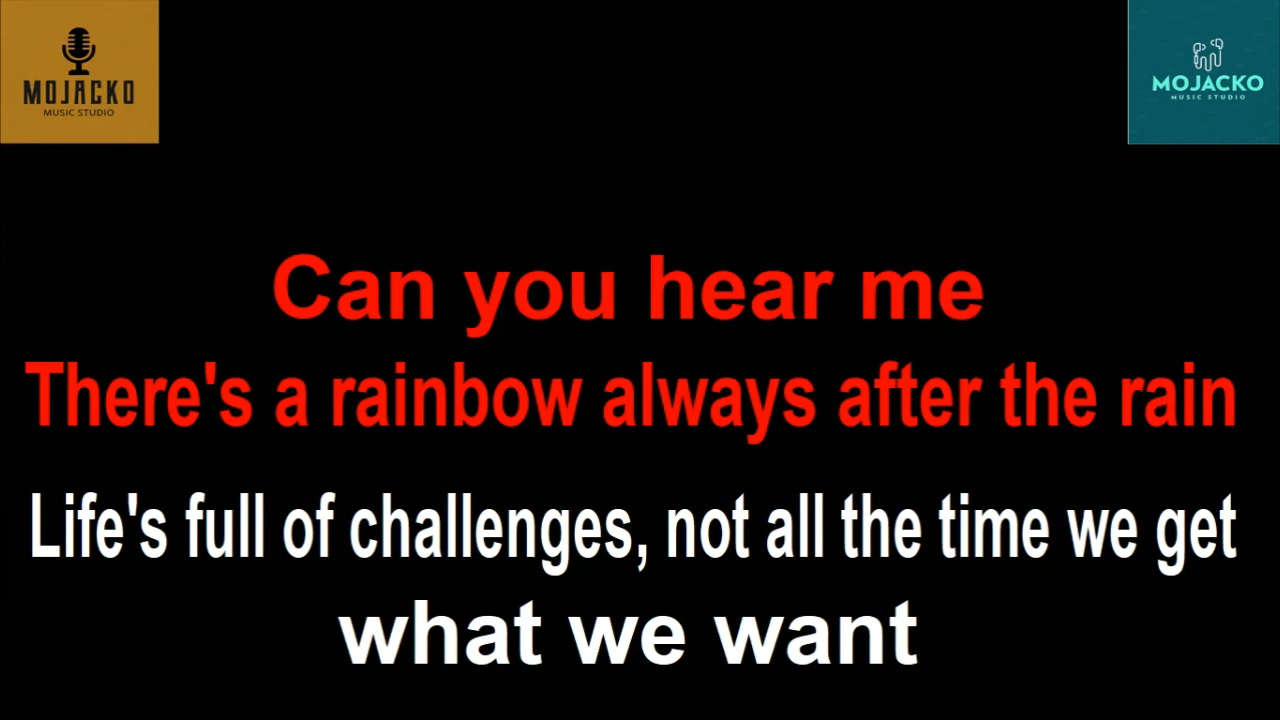 MOJACKO
MUSIC STUDIO
MOJACKO
MUSIC STUDIO
Can you hear me
There's a rainbow always after the rain
Life's full of challenges, not all the time we get
what we want